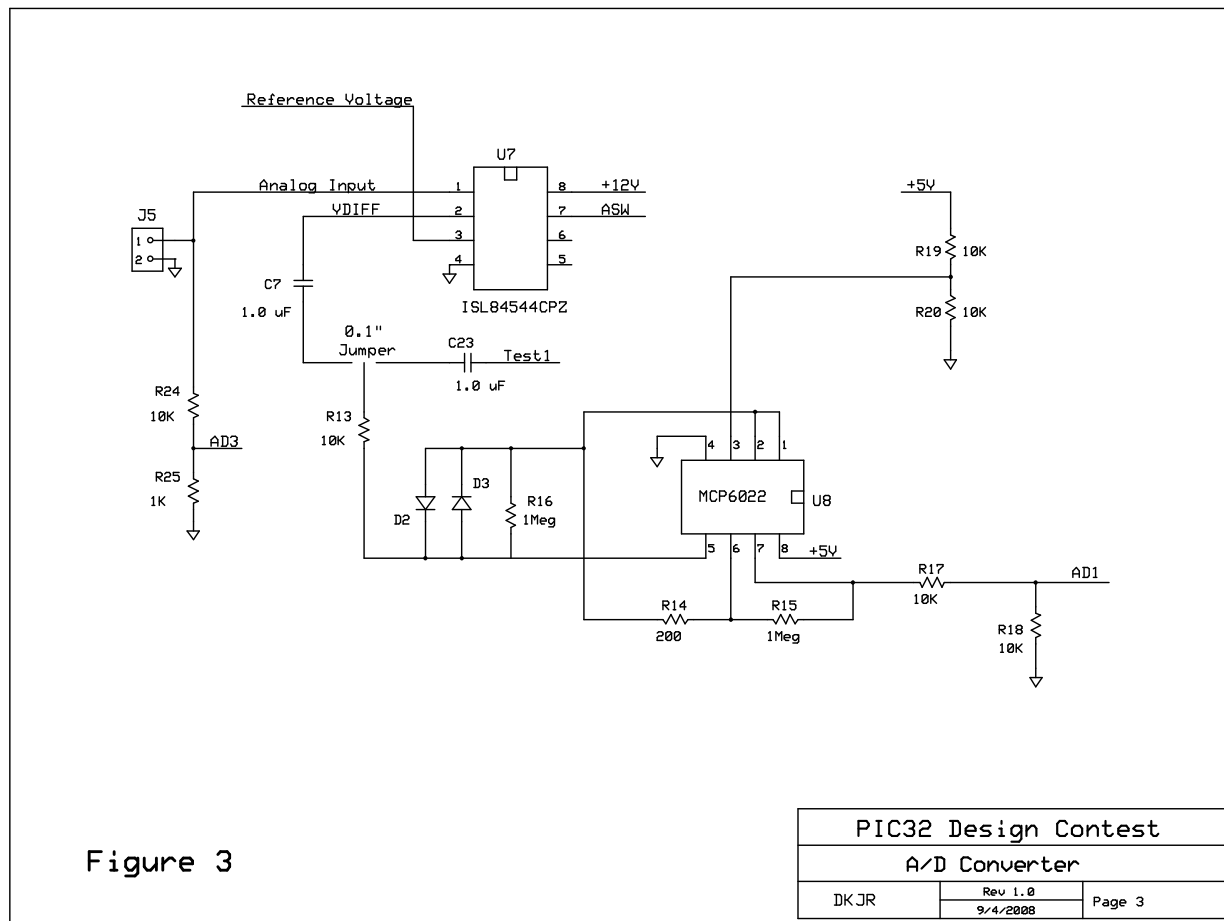 Reference Voltage
U7
Analog Input
1
8
+12V
+5V
VDIFF
2
7
ASW
J5
1
2
3
6
4
5
R19
10K
C7
1.0 uF
ISL84544CPZ
R20
10K
0.1"
Jumper
C23
Test1
1.0 uF
R24
10K
R13
10K
AD3
4
3
2
1
R25
1K
D3
D2
R16
1Meg
MCP6022
U8
5
6
7
8
+5V
R17
10K
AD1
R14
200
R15
1Meg
R18
10K
Figure 3
PIC32 Design Contest
A/D Converter
DKJR
Rev 1.0
9/4/2008
Page 3